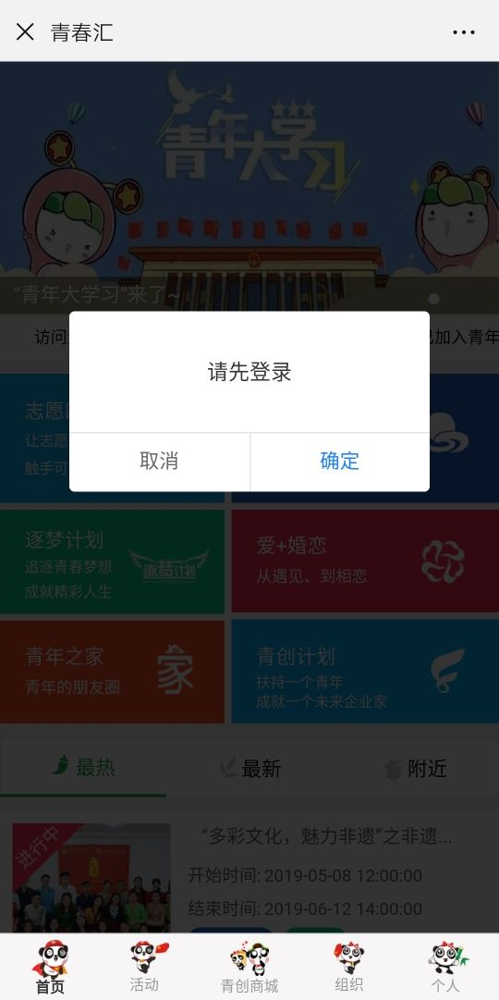 青春汇
青年大学习
“青年大学习”来了~
访问
已加入青年
志愿
让志愿
触手可
逐梦计划
追逐青春梦想
成就精彩人生
逐梦计划
爱+婚恋
从遇见、到相恋
青年之家
青年的朋友圈
家
青创计划
扶持一个青年
成就一个未来企业家
请先登录
取消
确定
最热
最新
附近
进行中
“多彩文化，魅力非遗”之非遗...
开始时间: 2019-05-08 12:00:00
结束时间: 2019-06-12 14:00:00
首页
活动
青创商城
组织
个人